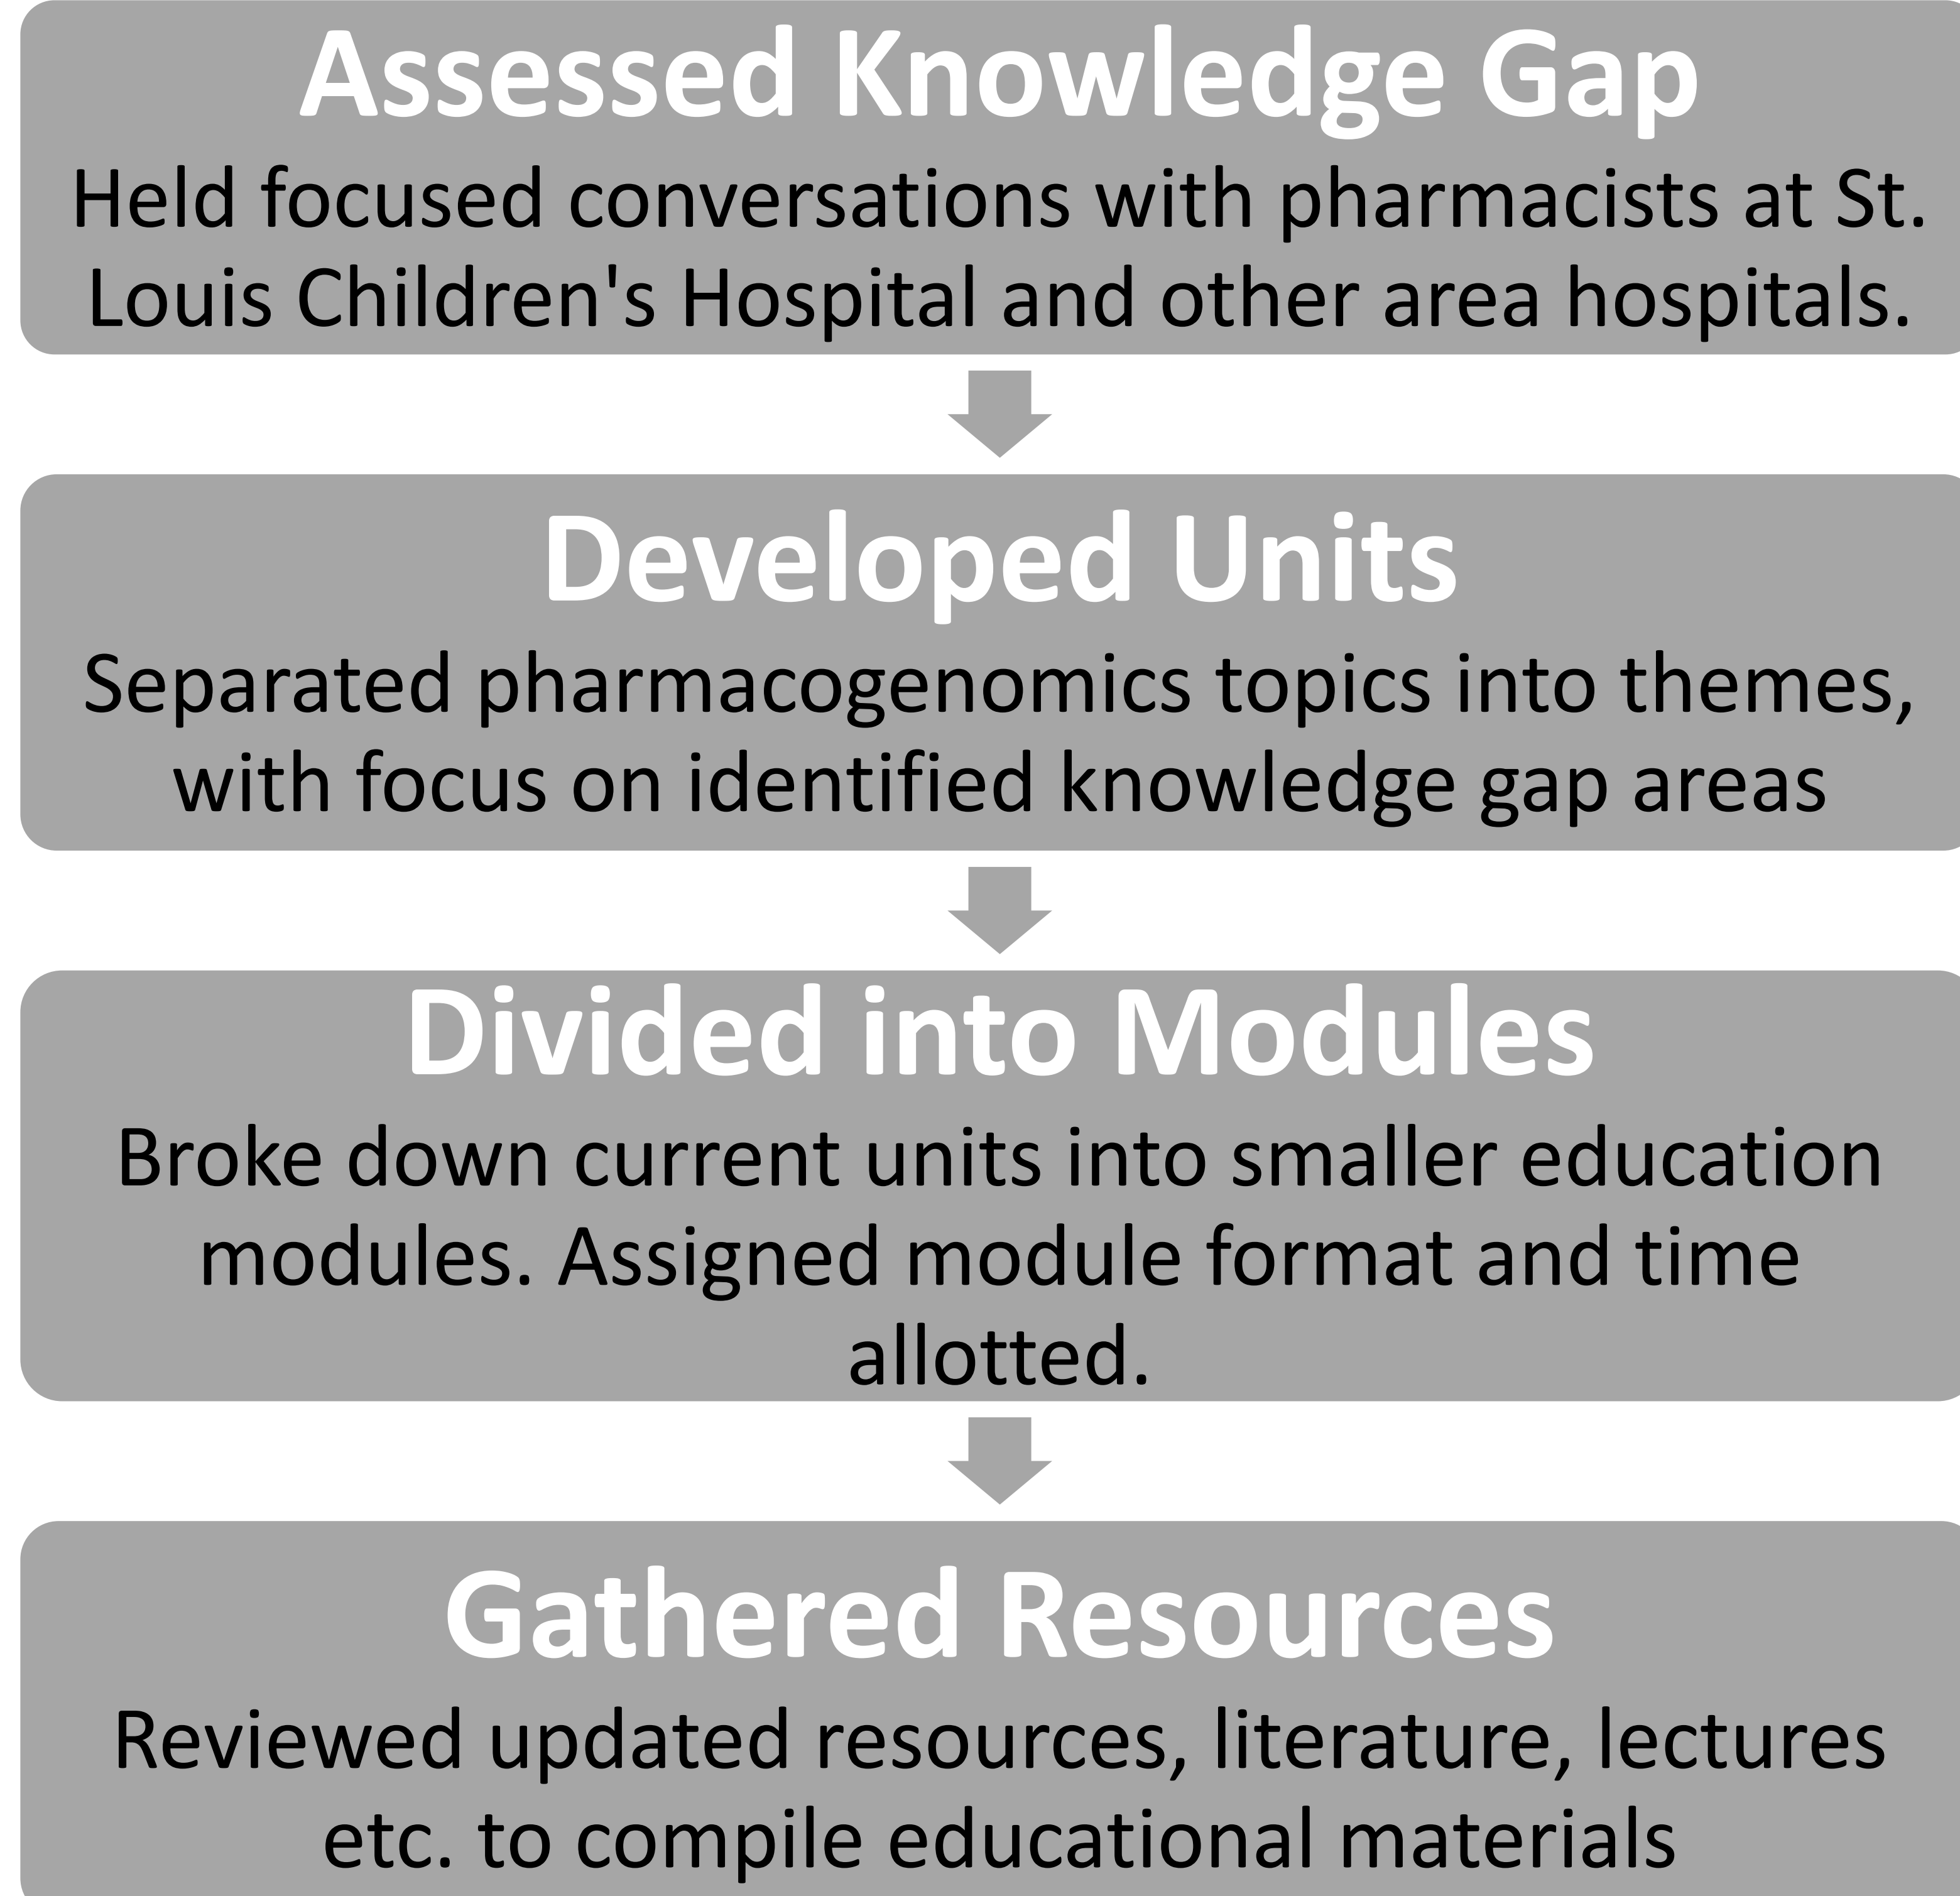 Assessed Knowledge Gap
Held focused conversations with pharmacists at St.
Louis Children's Hospital and other area hospitals.
Developed Units
Separated pharmacogenomics topics into themes,
with focus on identified knowledge gap areas
Divided into Modules
Broke down current units into smaller education
modules. Assigned module format and time
allotted.
Gathered Resources
Reviewed updated resources, literature, lectures
etc. to compile educational materials